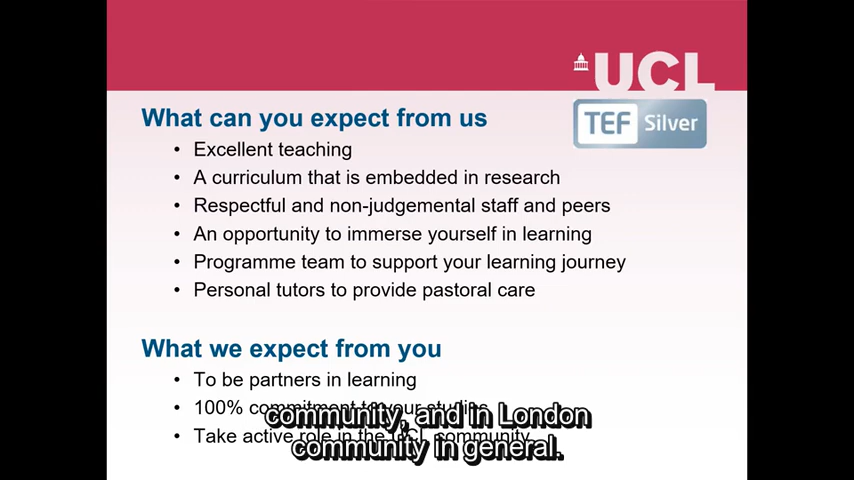 UCL
TEF Silver
What can you expect from us
• Excellent teaching
• A curriculum that is embedded in research
• Respectful and non-judgemental staff and peers
• An opportunity to immerse yourself in learning
• Programme team to support your learning journey
• Personal tutors to provide pastoral care
What we expect from you
• To be partners in learning
• 100% commitment to your studies
• Take active role in the UCL community
community, and in London
community in general.